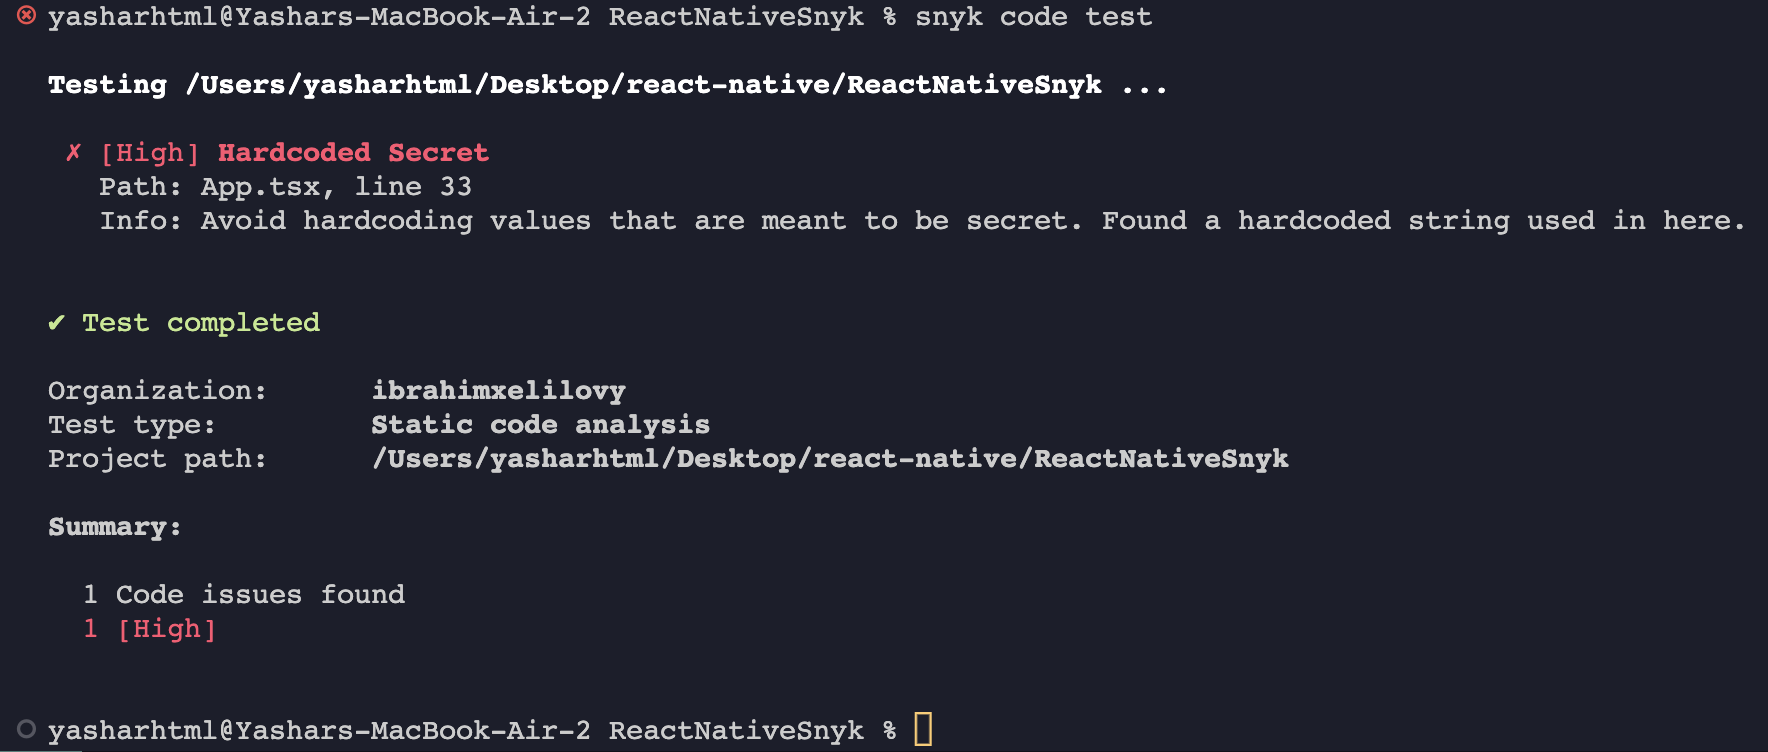 yasharhtml@Yashars-MacBook-Air-2 ReactNativeSnyk % snyk code test
Testing /Users/yasharhtml/Desktop/react-native/ReactNativeSnyk ...
✗ [High] Hardcoded Secret
Path: App.tsx, line 33
Info: Avoid hardcoding values that are meant to be secret. Found a hardcoded string used in here.
✔ Test completed
Organization: ibrahimxelilovy
Test type: Static code analysis
Project path: /Users/yasharhtml/Desktop/react-native/ReactNativeSnyk
Summary:
1 Code issues found
1 [High]
yasharhtml@Yashars-MacBook-Air-2 ReactNativeSnyk %